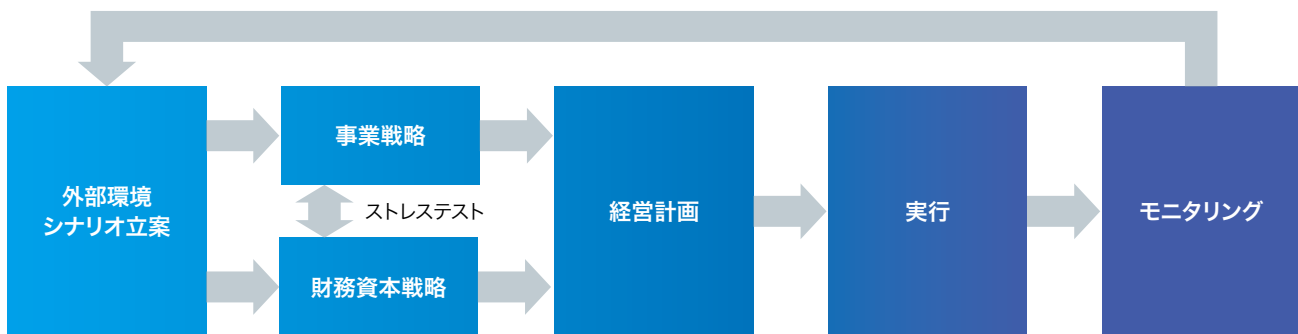 外部環境
シナリオ立案
事業戦略
ストレステスト
財務資本戦略
経営計画
実行
モニタリング